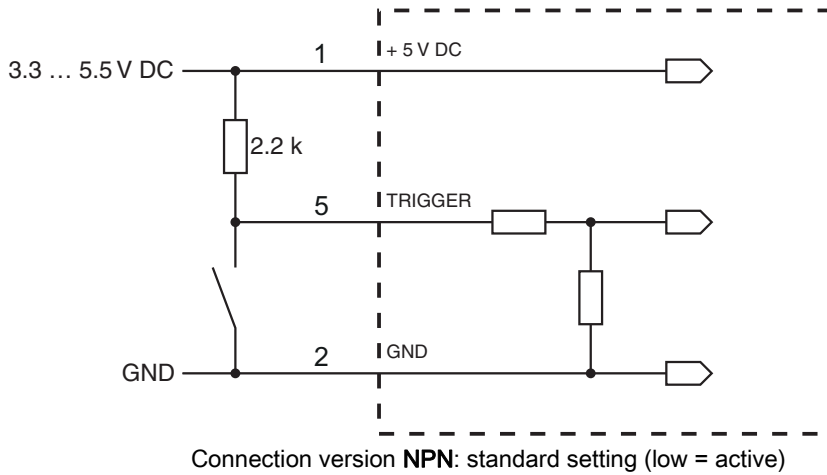 1
+ 5 V DC
3.3 ... 5.5 V DC
2.2 k
5
TRIGGER
2
GND
GND
Connection version NPN: standard setting (low = active)